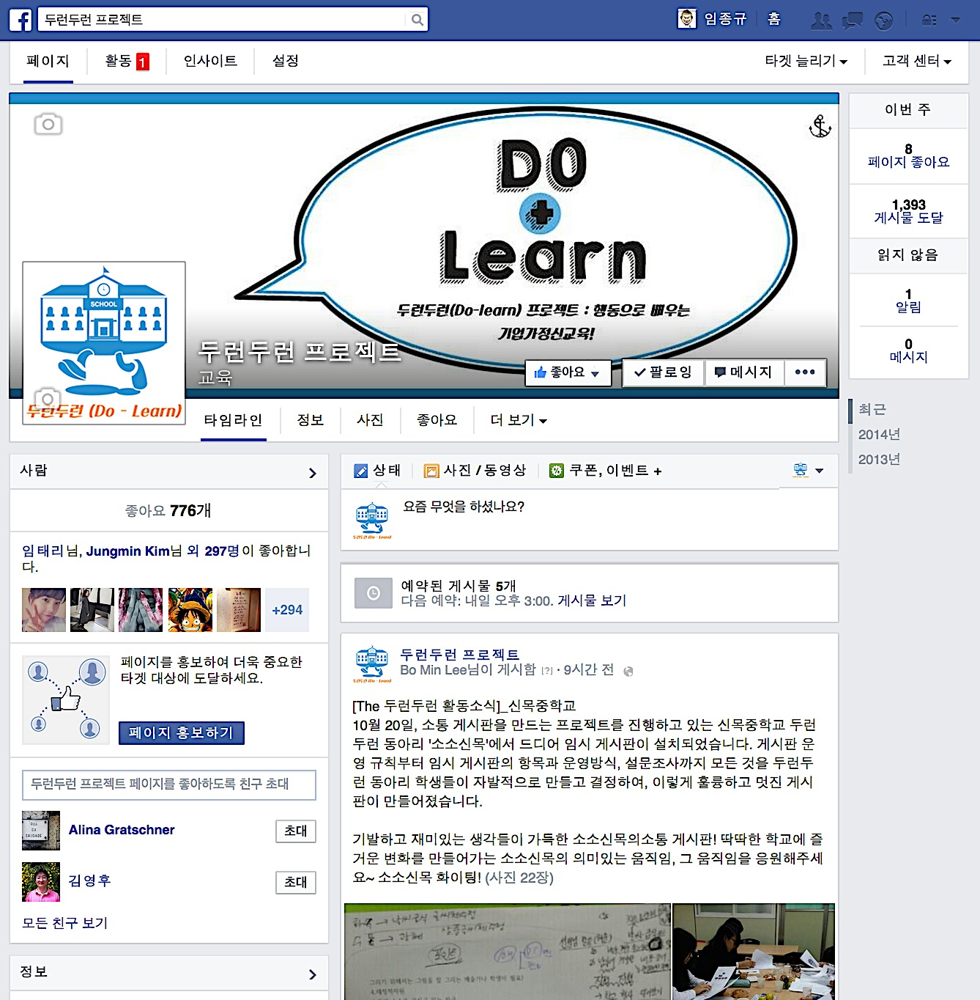 두런두런 프로젝트
임종규 홈
페이지 활동 1 인사이트 설정 타겟 늘리기 고객 센터
DO
+
Learn
두런두런(Do-learn) 프로젝트 : 행동으로 배우는
기업가정신교육!
SCHOOL
두런두런 (Do - Learn)
두런두런 프로젝트
교육
좋아요 팔로잉 메시지 •••
타임라인 정보 사진 좋아요 더 보기
이번 주
8
페이지 좋아요
1,393
게시물 도달
읽지 않음
1
알림
0
메시지
최근
2014년
2013년
사람
좋아요 776개
임태리님, Jungmin Kim님 외 297명이 좋아합니
다.
+294
페이지를 홍보하여 더욱 중요한
타겟 대상에 도달하세요.
페이지 홍보하기
두런두런 프로젝트 페이지를 좋아하도록 친구 초대
RUA
DA
SAUDADE
Alina Gratschner 초대
김영후 초대
모든 친구 보기
정보
상태 사진 / 동영상 쿠폰, 이벤트 +
요즘 무엇을 하셨나요?
예약된 게시물 5개
다음 예약: 내일 오후 3:00. 게시물 보기
두런두런 프로젝트
Bo Min Lee님이 게시함 [?] · 9시간 전
[The 두런두런 활동소식]_신목중학교
10월 20일, 소통 게시판을 만드는 프로젝트를 진행하고 있는 신목중학교 두런
두런 동아리 '소소신목'에서 드디어 임시 게시판이 설치되었습니다. 게시판 운
영 규칙부터 임시 게시판의 항목과 운영방식, 설문조사까지 모든 것을 두런두
런 동아리 학생들이 자발적으로 만들고 결정하여, 이렇게 훌륭하고 멋진 게시
판이 만들어졌습니다.
기발하고 재미있는 생각들이 가득한 소소신목의소통 게시판! 딱딱한 학교에 즐
거운 변화를 만들어가는 소소신목의 의미있는 움직임, 그 움직임을 응원해주세
요~ 소소신목 화이팅! (사진 22장)